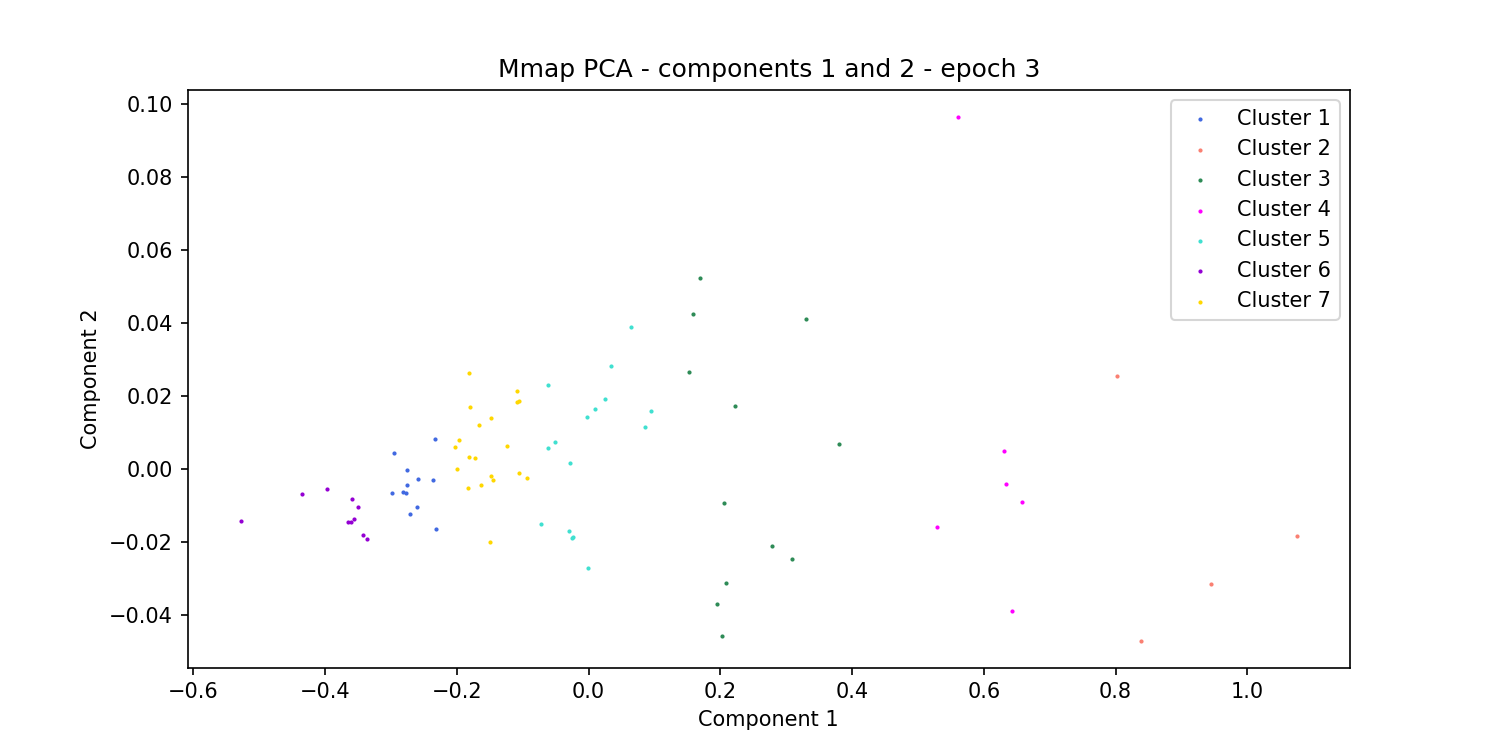 Mmap PCA - components 1 and 2 - epoch 3
0.10
0.08
0.06
0.04
0.02
0.00
−0.02
−0.04
Component 2
Cluster 1
Cluster 2
Cluster 3
Cluster 4
Cluster 5
Cluster 6
Cluster 7
−0.6 −0.4 −0.2 0.0 0.2 0.4 0.6 0.8 1.0
Component 1